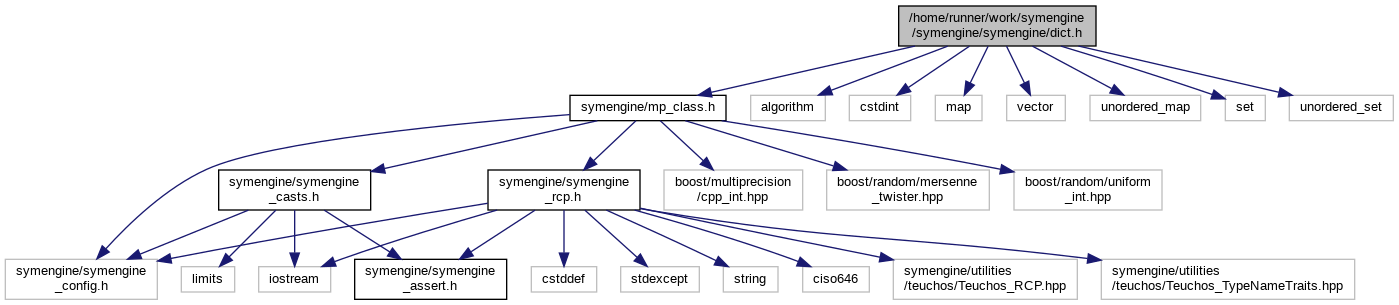 /home/runner/work/symengine
/symengine/symengine/dict.h
symengine/mp_class.h
algorithm
cstdint
map
vector
unordered_map
set
unordered_set
symengine/symengine
_casts.h
symengine/symengine
_rcp.h
boost/multiprecision
/cpp_int.hpp
boost/random/mersenne
_twister.hpp
boost/random/uniform
_int.hpp
symengine/symengine
_config.h
limits
iostream
symengine/symengine
_assert.h
cstddef
stdexcept
string
ciso646
symengine/utilities
/teuchos/Teuchos_RCP.hpp
symengine/utilities
/teuchos/Teuchos_TypeNameTraits.hpp